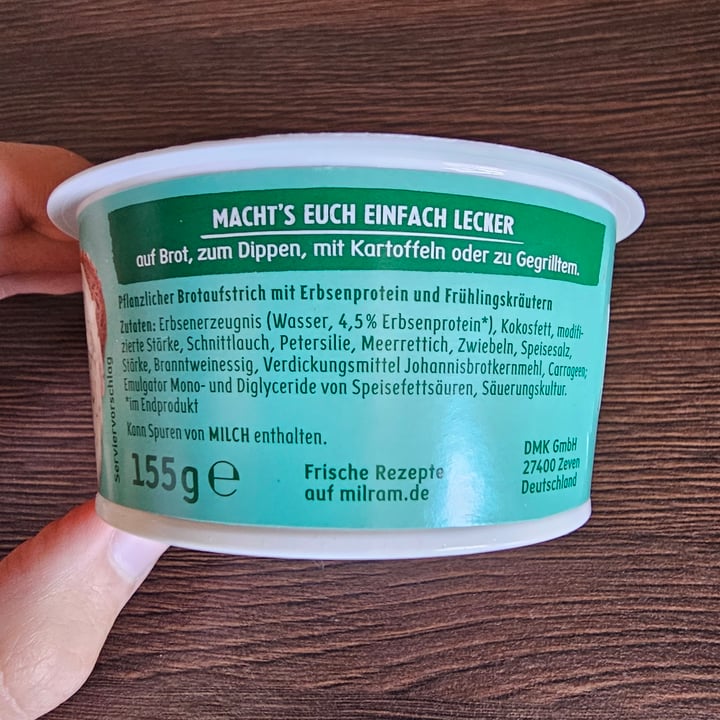 MACHT'S EUCH EINFACH LECKER
auf Brot, zum Dippen, mit Kartoffeln oder zu Gegrilltem.
Pflanzlicher Brotaufstrich mit Erbsenprotein und Frühlingskräutern
Zutaten: Erbsenerzeugnis (Wasser, 4,5% Erbsenprotein*), Kokosfett, modifi-
zierte Stärke, Schnittlauch, Petersilie, Meerrettich, Zwiebeln, Speisesalz,
Stärke, Branntweinessig, Verdickungsmittel Johannisbrotkernmehl, Carrageen;
Emulgator Mono- und Diglyceride von Speisefettsäuren, Säuerungskultur.
*im Endprodukt
Kann Spuren von MILCH enthalten.
155g e
Frische Rezepte
auf milram.de
DMK GmbH
27400 Zeven
Deutschland
Serviervorschlag